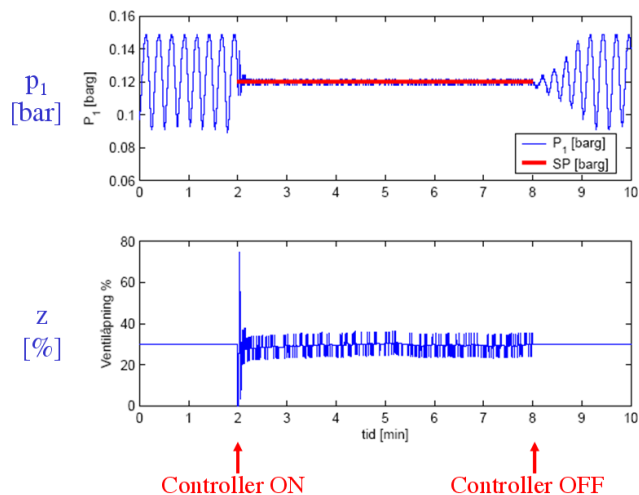 0.16
0.14
0.12
0.1
0.08
0.06
p1
[bar]
P1 [barg]
P1 [barg]
SP [barg]
0 1 2 3 4 5 6 7 8 9 10
80
60
40
20
0
z
[%]
Ventilåpning %
0 1 2 3 4 5 6 7 8 9 10
tid [min]
Controller ON
Controller OFF